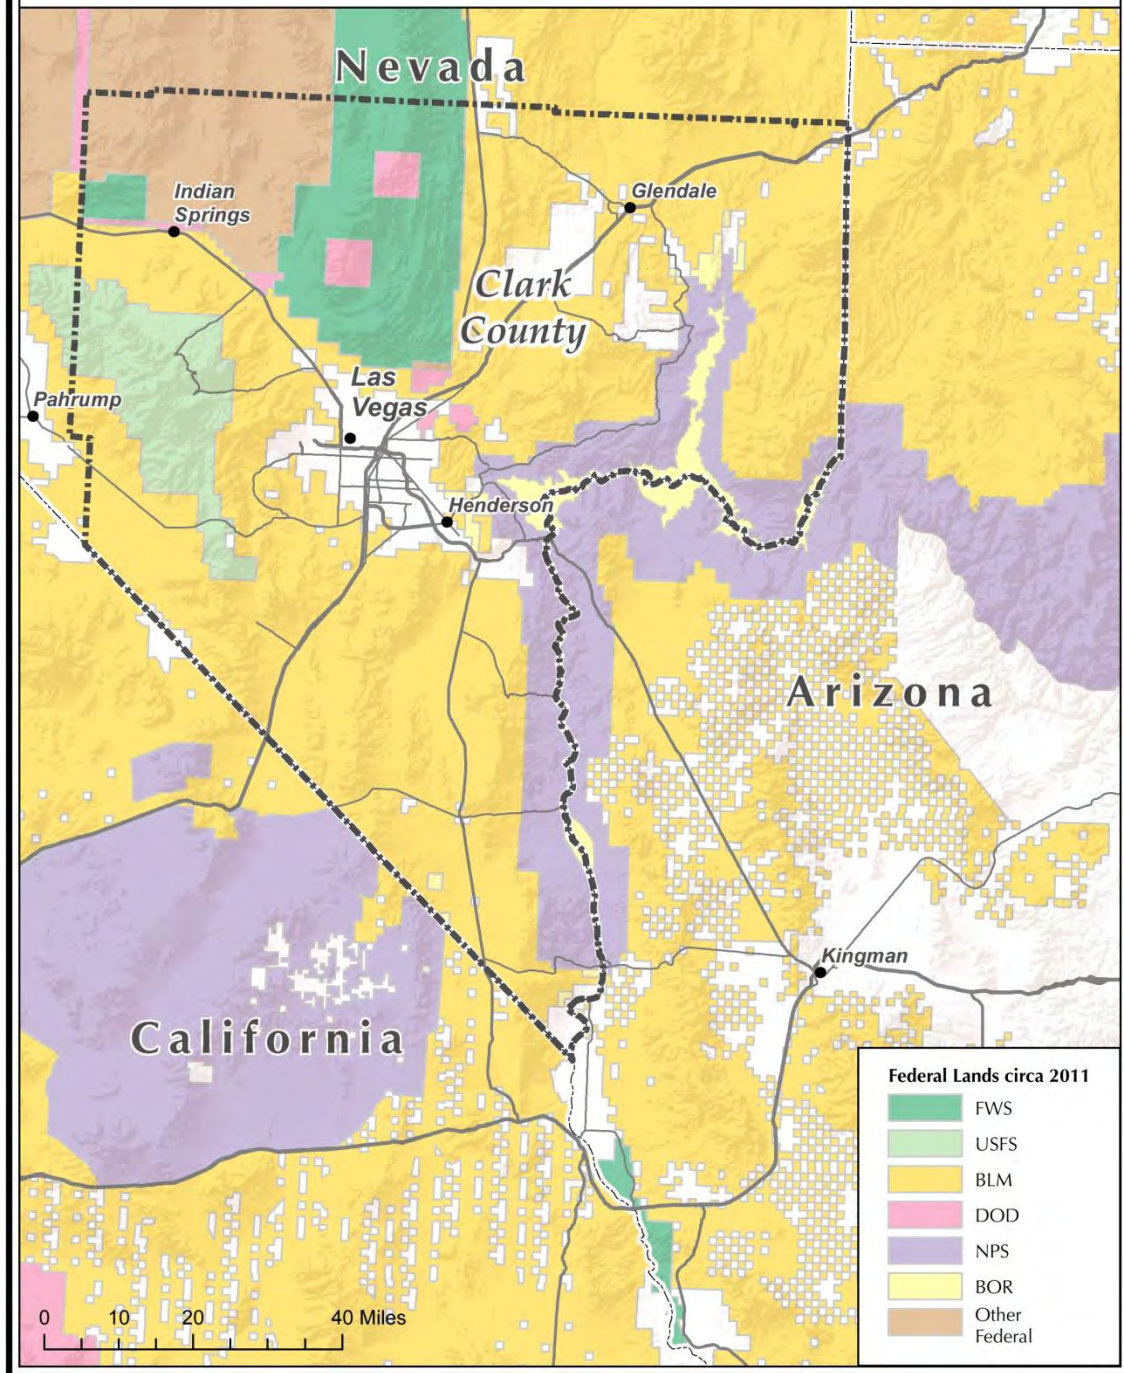 Nevada
Indian
Springs
Glendale
Clark
County
Las
Vegas
Pahrump
Henderson
Arizona
Kingman
California
Federal Lands circa 2011
FWS
USFS
BLM
DOD
NPS
BOR
Other
Federal
0 10 20 40 Miles